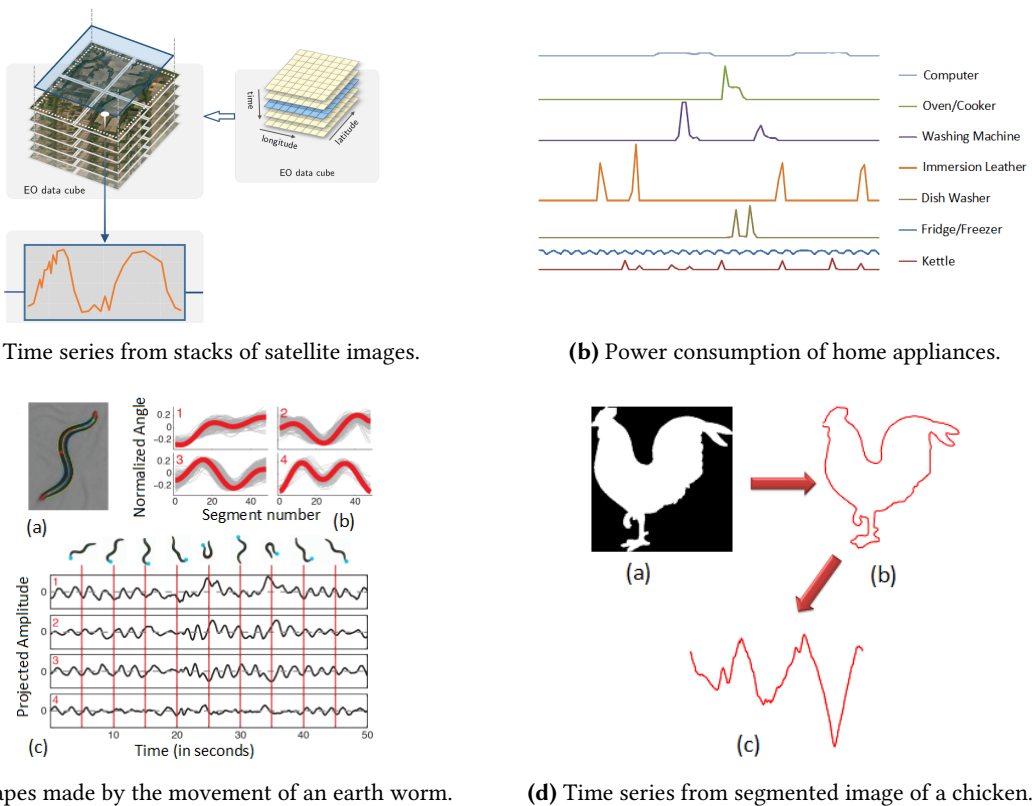 time
longitude
latitude
EO data cube
EO data cube
Time series from stacks of satellite images.
Computer
Oven/Cooker
Washing Machine
Immersion Leather
Dish Washer
Fridge/Freezer
Kettle
(b) Power consumption of home appliances.
Normalized Angle
0.2
0
−0.2
0.2
0
-0.2
1
2
3
4
0
20
40
0
20
40
Segment number
(a)
(b)
Projected Amplitude
1
0
2
0
3
0
4
0
10
20
30
40
50
Time (in seconds)
(c)
apes made by the movement of an earth worm.
(a)
(b)
(c)
(d) Time series from segmented image of a chicken.